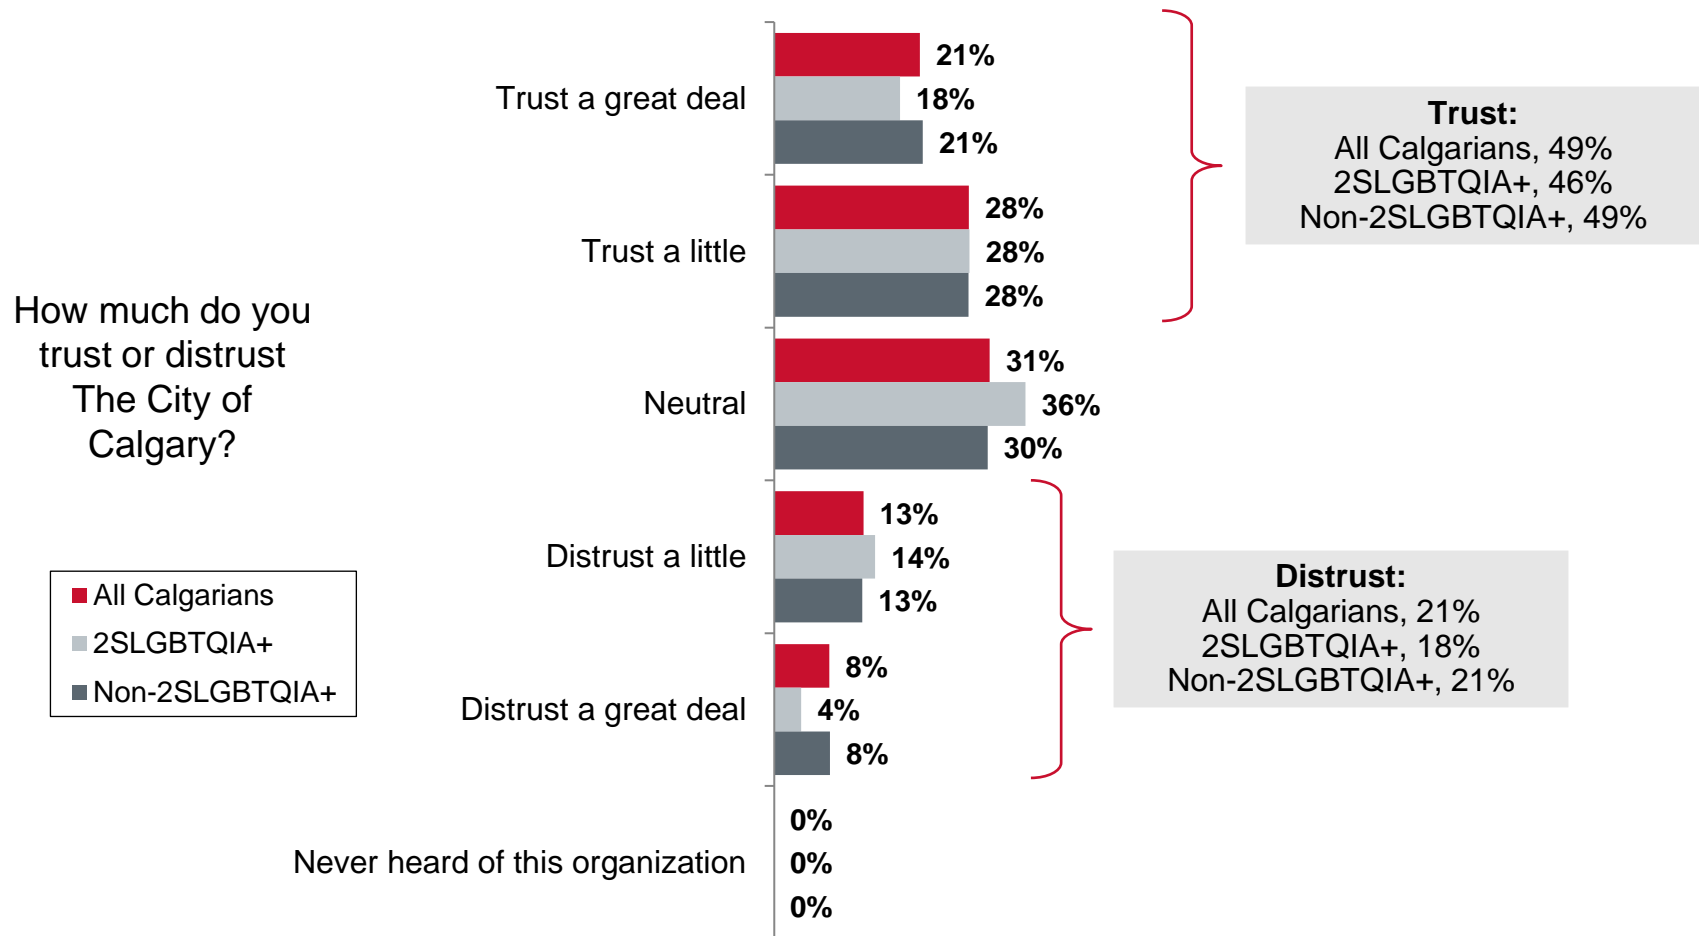 How much do you
trust or distrust
The City of
Calgary?
All Calgarians
2SLGBTQIA+
Non-2SLGBTQIA+
Trust a great deal
21%
18%
21%
Trust a little
28%
28%
28%
Neutral
31%
36%
30%
Distrust a little
13%
14%
13%
Distrust a great deal
8%
4%
8%
Never heard of this organization
0%
0%
0%
Trust:
All Calgarians, 49%
2SLGBTQIA+, 46%
Non-2SLGBTQIA+, 49%
Distrust:
All Calgarians, 21%
2SLGBTQIA+, 18%
Non-2SLGBTQIA+, 21%